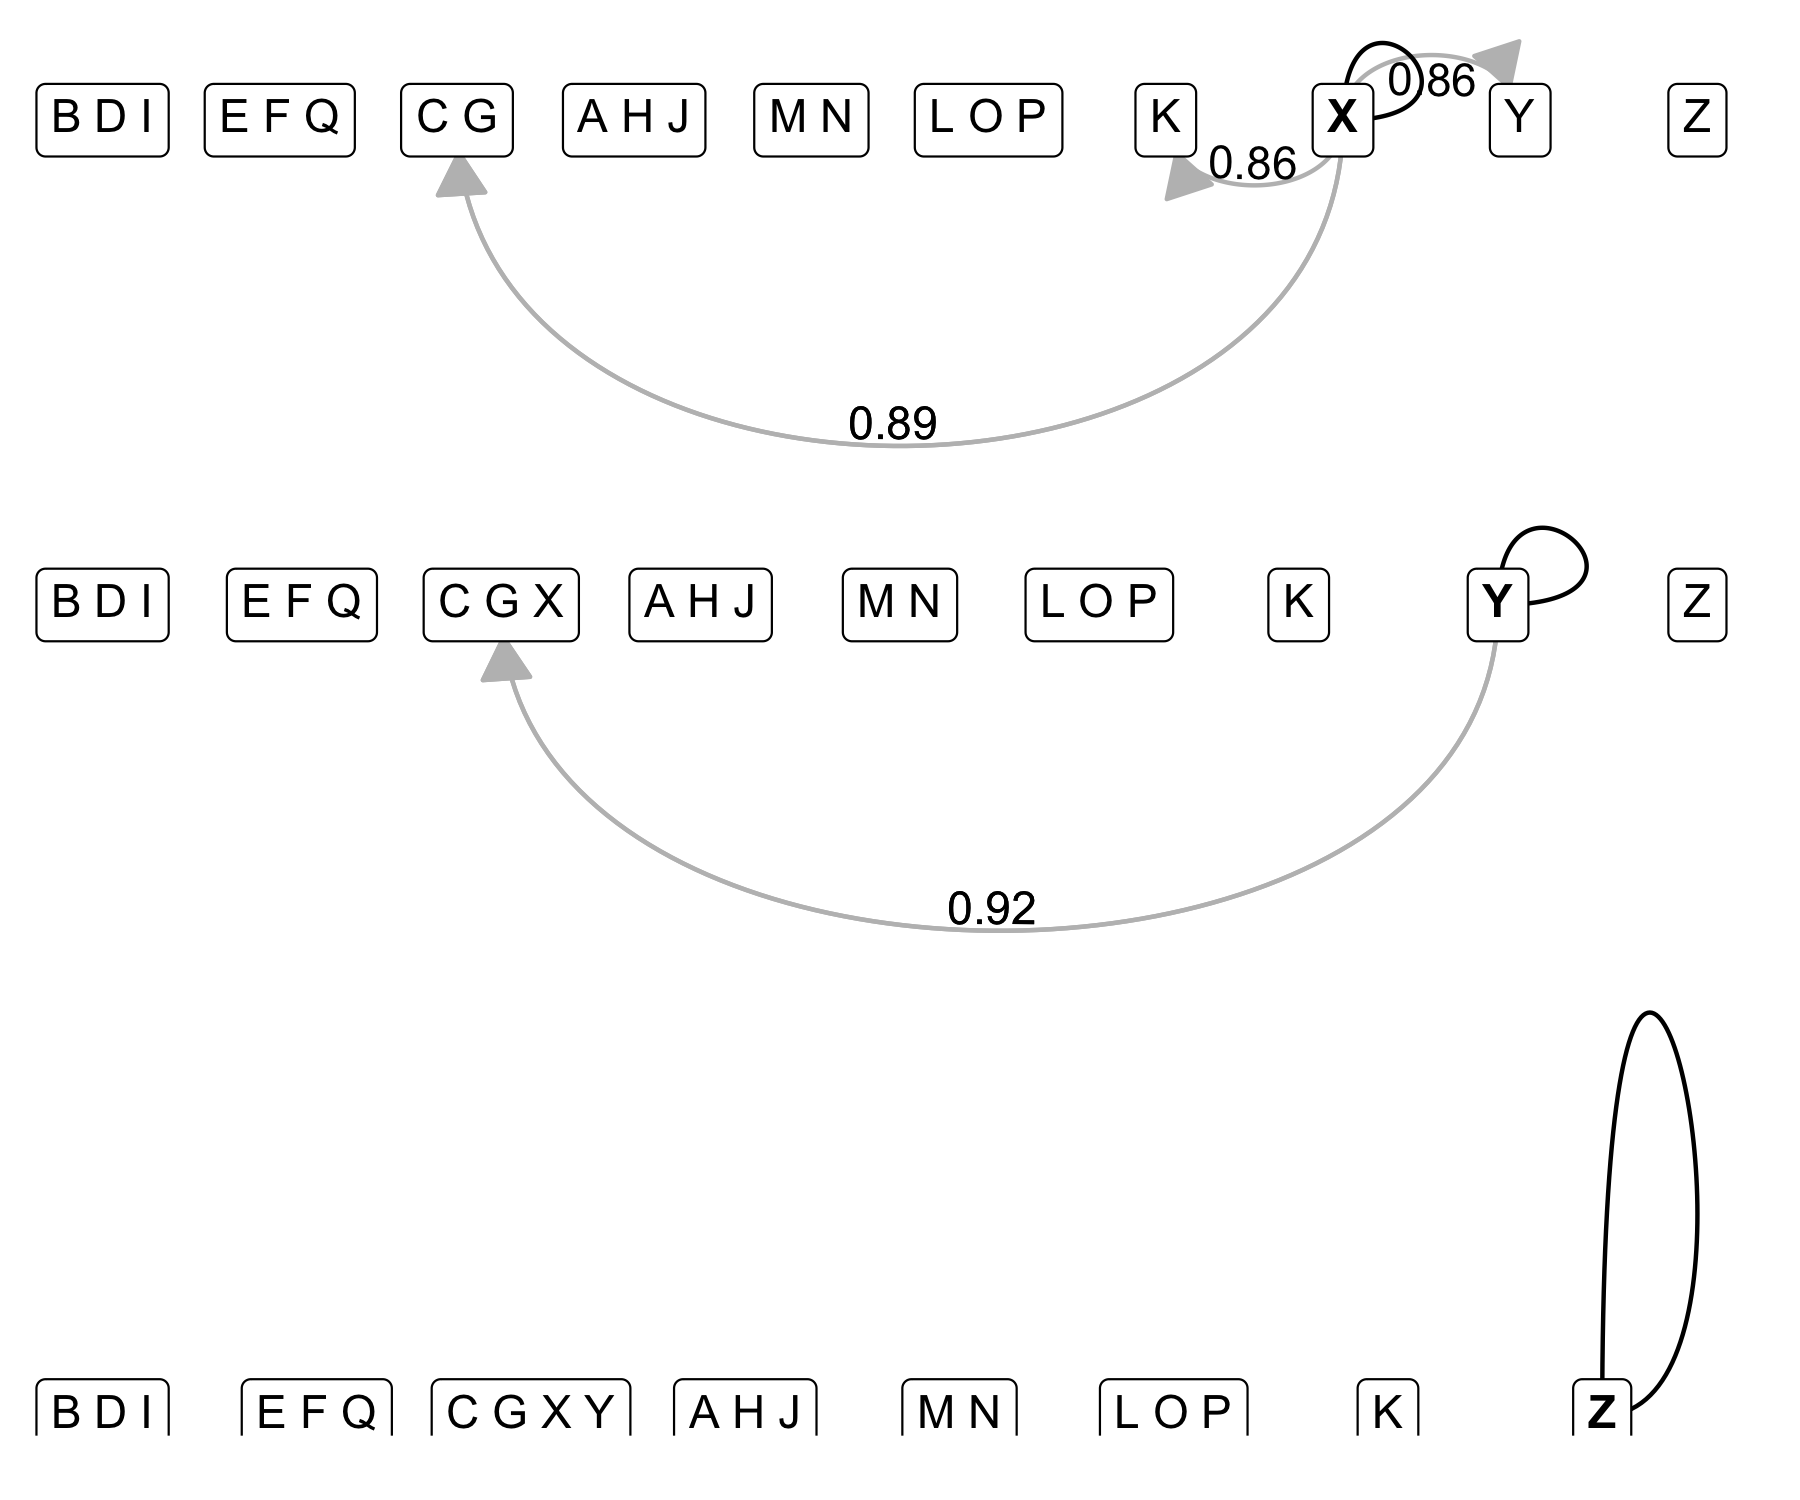 B D I E F Q C G A H J M N L O P K X Y Z
0.86
0.86
0.89
B D I E F Q C G X A H J M N L O P K Y Z
0.92
B D I E F Q C G X Y A H J M N L O P K Z